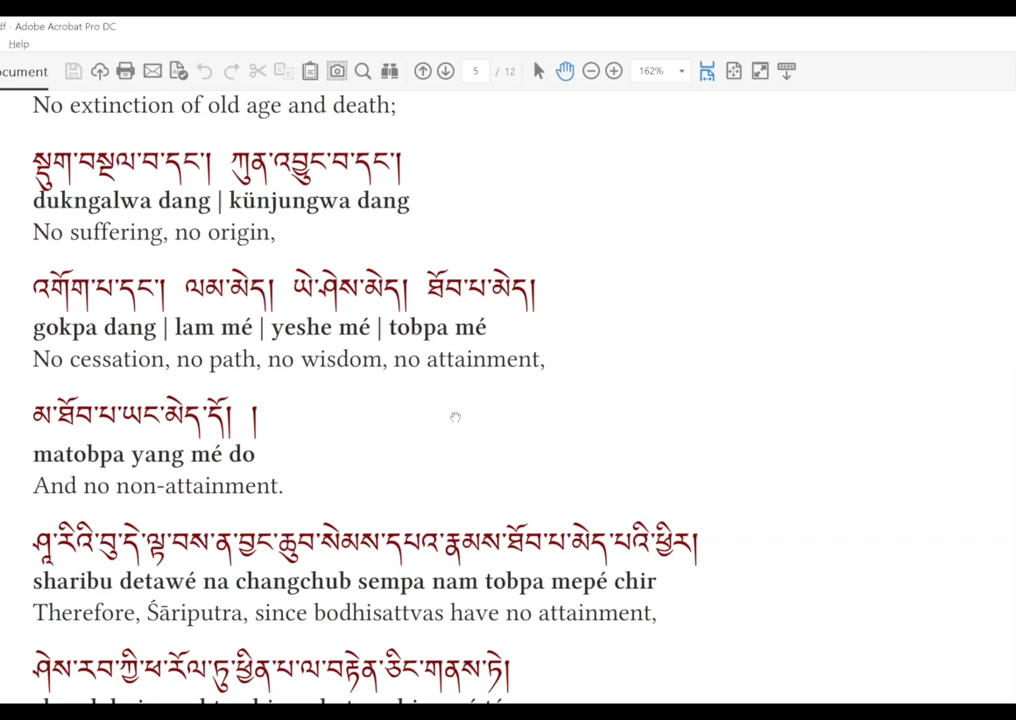 df - Adobe Acrobat Pro DC
Help
ocument 5 / 12 162%
No extinction of old age and death;
སྡུག་བསྔལ་བ་དང་། ཀུན་འབྱུང་བ་དང་།
dukngalwa dang | künjungwa dang
No suffering, no origin,
འགོག་པ་དང་། ལམ་མེད། ཡེ་ཤེས་མེད། ཐོབ་པ་མེད།
gokpa dang | lam mé | yeshe mé | tobpa mé
No cessation, no path, no wisdom, no attainment,
མ་ཐོབ་པ་ཡང་མེད་དོ། །
matobpa yang mé do
And no non-attainment.
ཤཱ་རིའི་བུ་དེ་ལྟ་བས་ན་བྱང་ཆུབ་སེམས་དཔའ་རྣམས་ཐོབ་པ་མེད་པའི་ཕྱིར།
sharibu detawé na changchub sempa nam tobpa mepé chir
Therefore, Śāriputra, since bodhisattvas have no attainment,
ཤེས་རབ་ཀྱི་ཕ་རོལ་ཏུ་ཕྱིན་པ་ལ་བརྟེན་ཅིང་གནས་ཏེ།